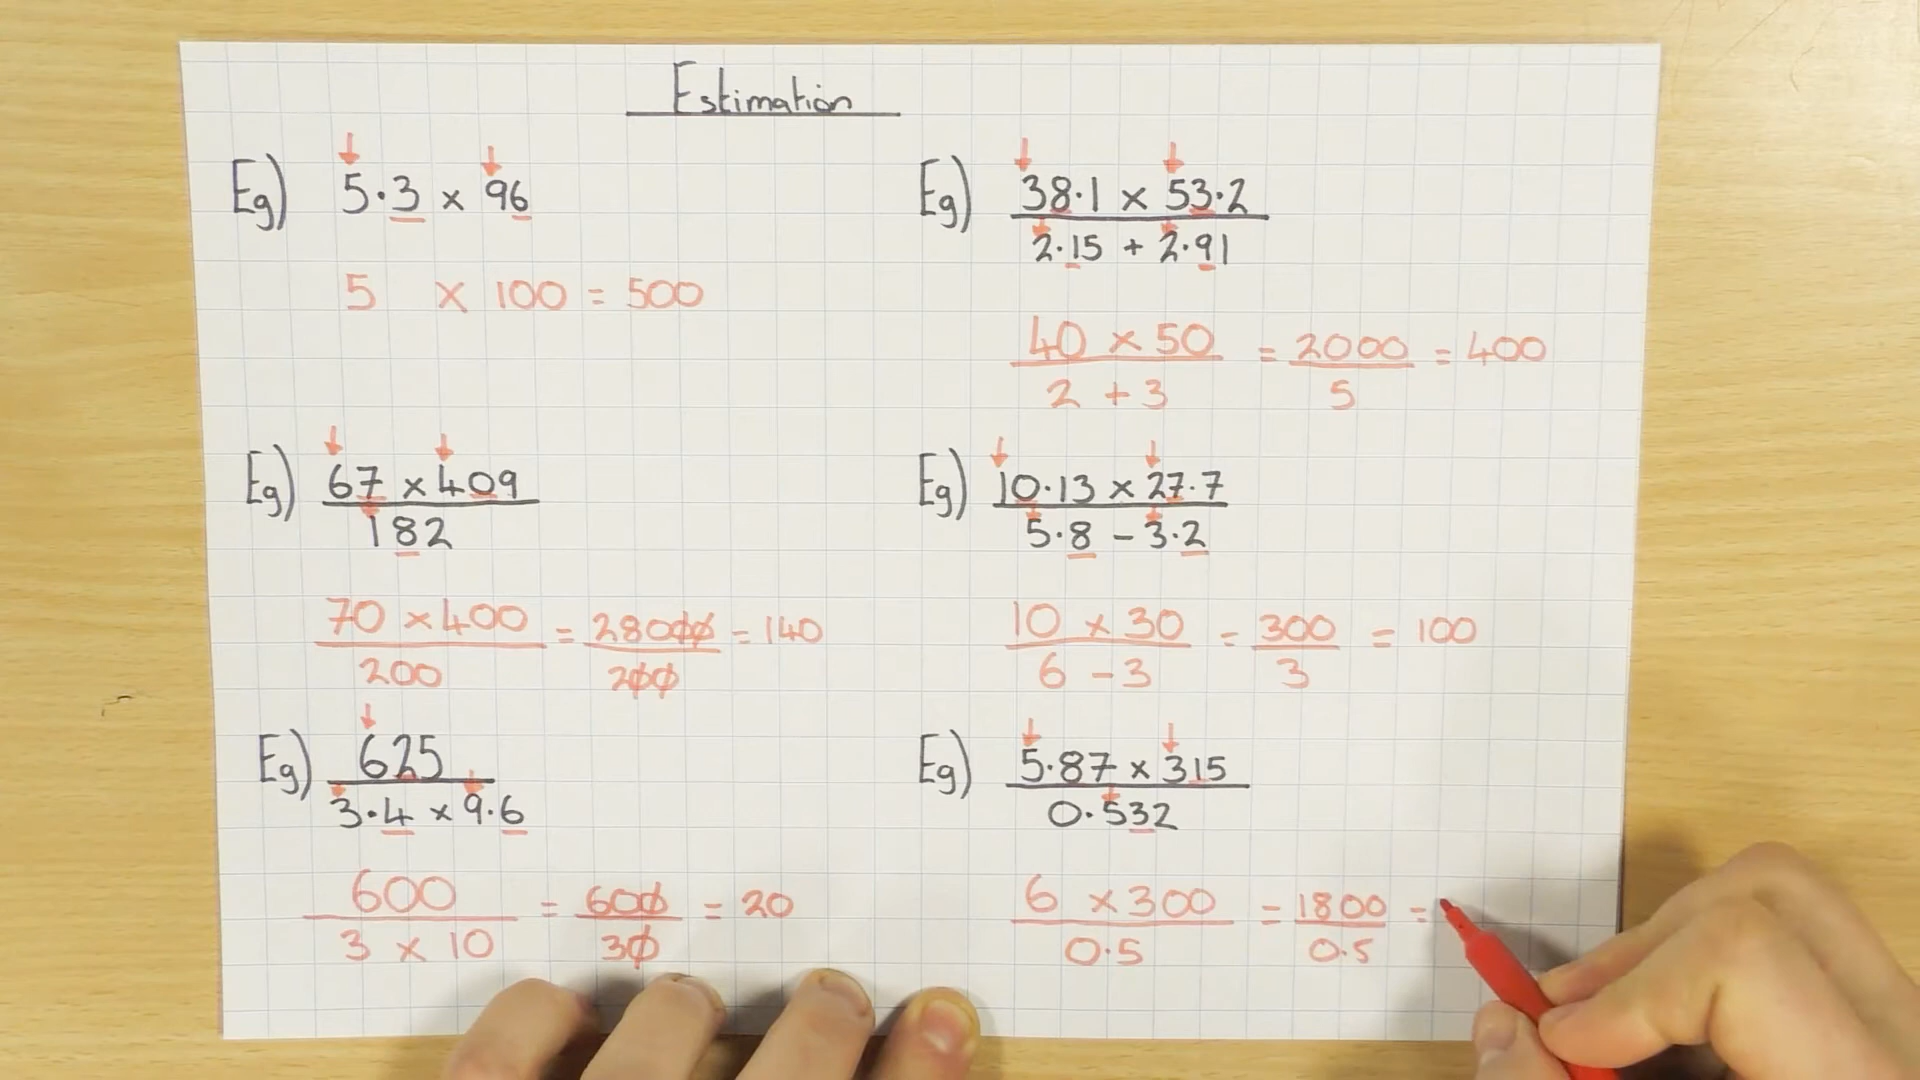 Estimation
Eg) 5.3 x 96
5 x 100 = 500
Eg) 38.1 x 53.2
2.15 + 2.91
40 x 50 = 2000 = 400
2 + 3 5
Eg) 67 x 409
182
70 x 400 = 28000 = 140
200 200
Eg) 10.13 x 27.7
5.8 - 3.2
10 x 30 = 300 = 100
6 - 3 3
Eg) 625
3.4 x 9.6
600 = 600 = 20
3 x 10 30
Eg) 5.87 x 315
0.532
6 x 300 = 1800 =
0.5 0.5